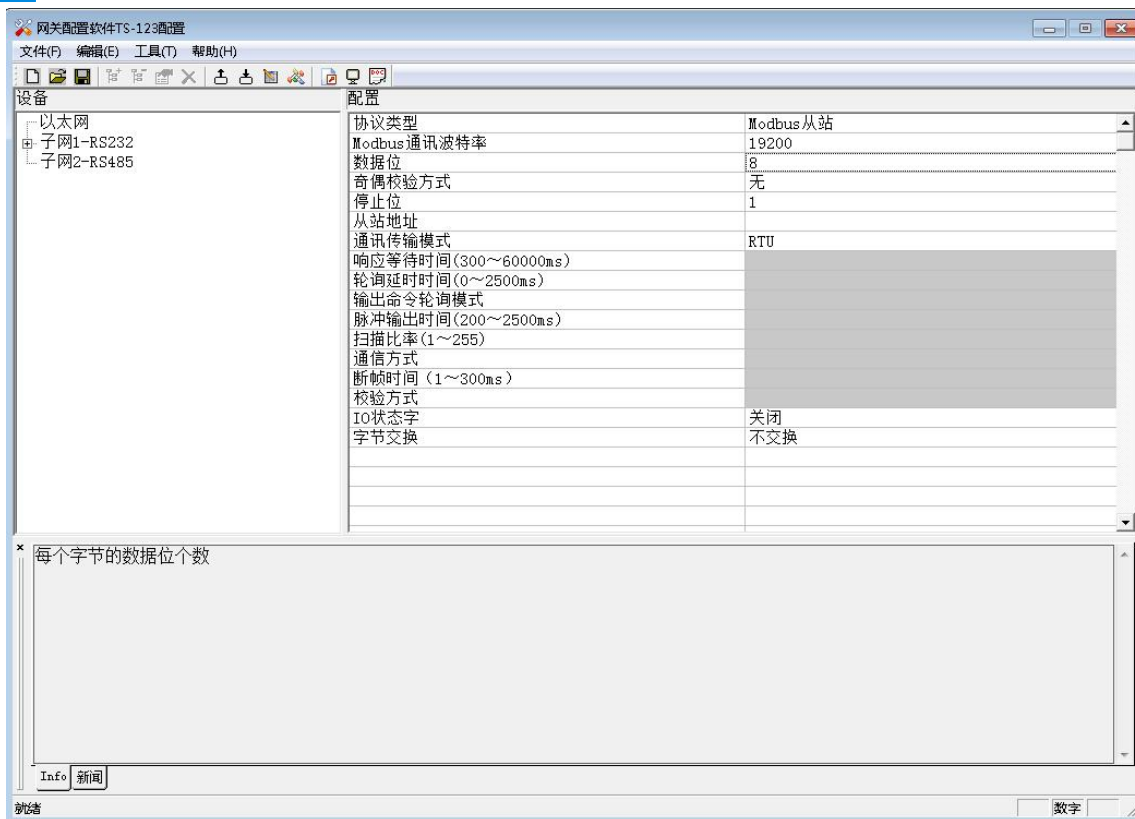 网关配置软件TS-123配置
文件(F) 编辑(E) 工具(T) 帮助(H)
设备
以太网
子网1-RS232
子网2-RS485
配置
协议类型 Modbus从站
Modbus通讯波特率 19200
数据位 8
奇偶校验方式 无
停止位 1
从站地址
通讯传输模式 RTU
响应等待时间(300～60000ms)
轮询延时时间(0～2500ms)
输出命令轮询模式
脉冲输出时间(200～2500ms)
扫描比率(1～255)
通信方式
断帧时间（1～300ms）
校验方式
IO状态字 关闭
字节交换 不交换
每个字节的数据位个数
Info 新闻
就绪 数字